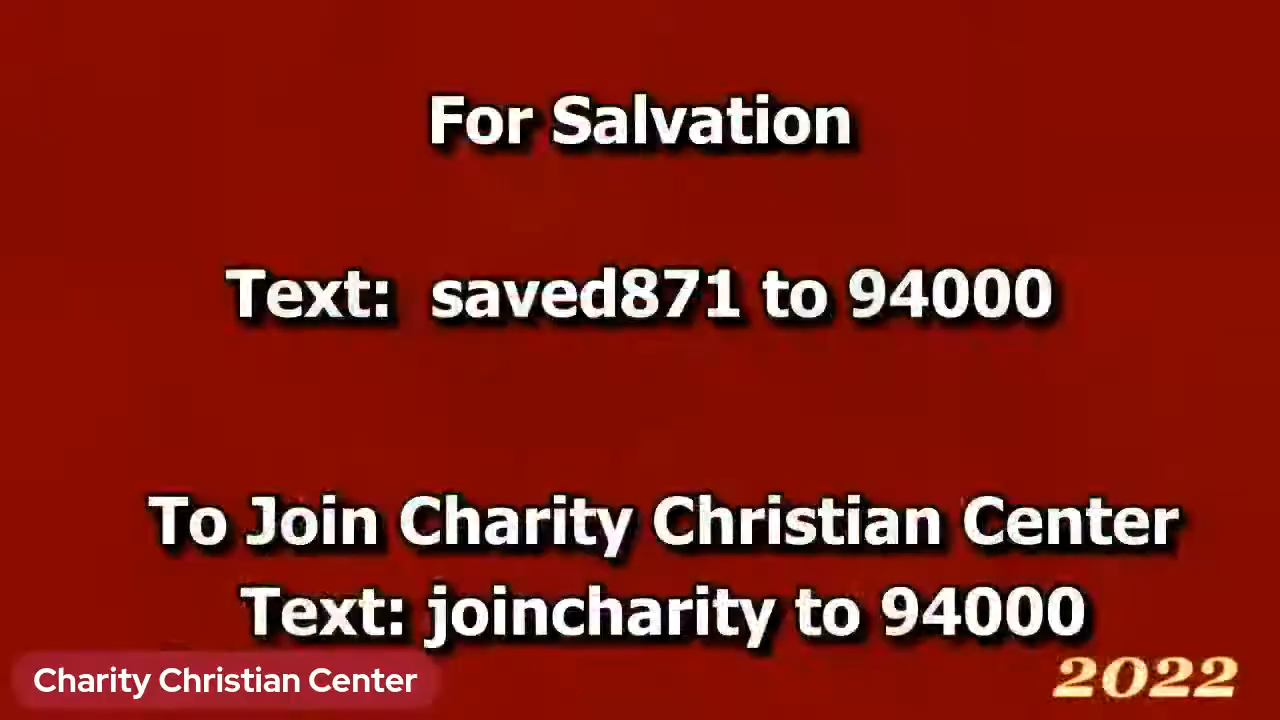 For Salvation
Text: saved871 to 94000
To Join Charity Christian Center
Text: joincharity to 94000
Charity Christian Center
2022